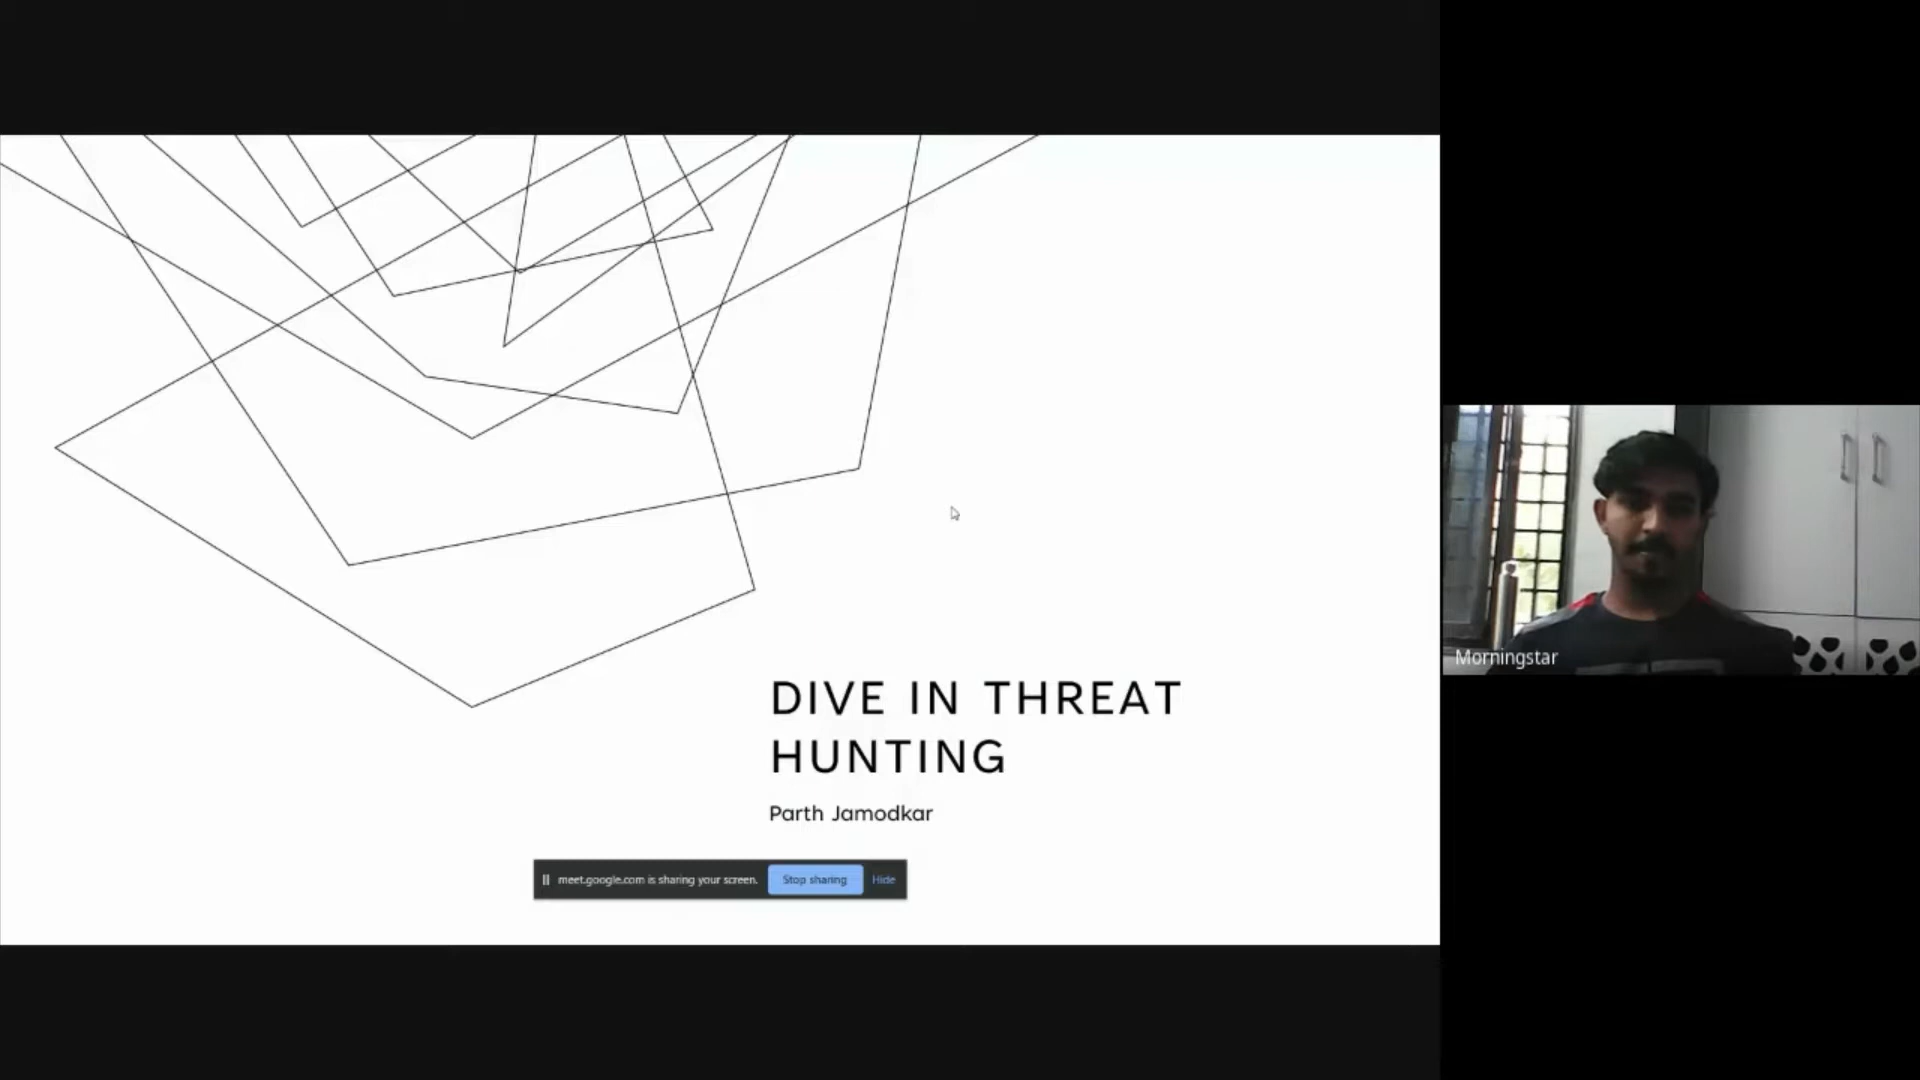 DIVE IN THREAT
HUNTING
Parth Jamodkar
meet.google.com is sharing your screen. Stop sharing Hide
Morningstar